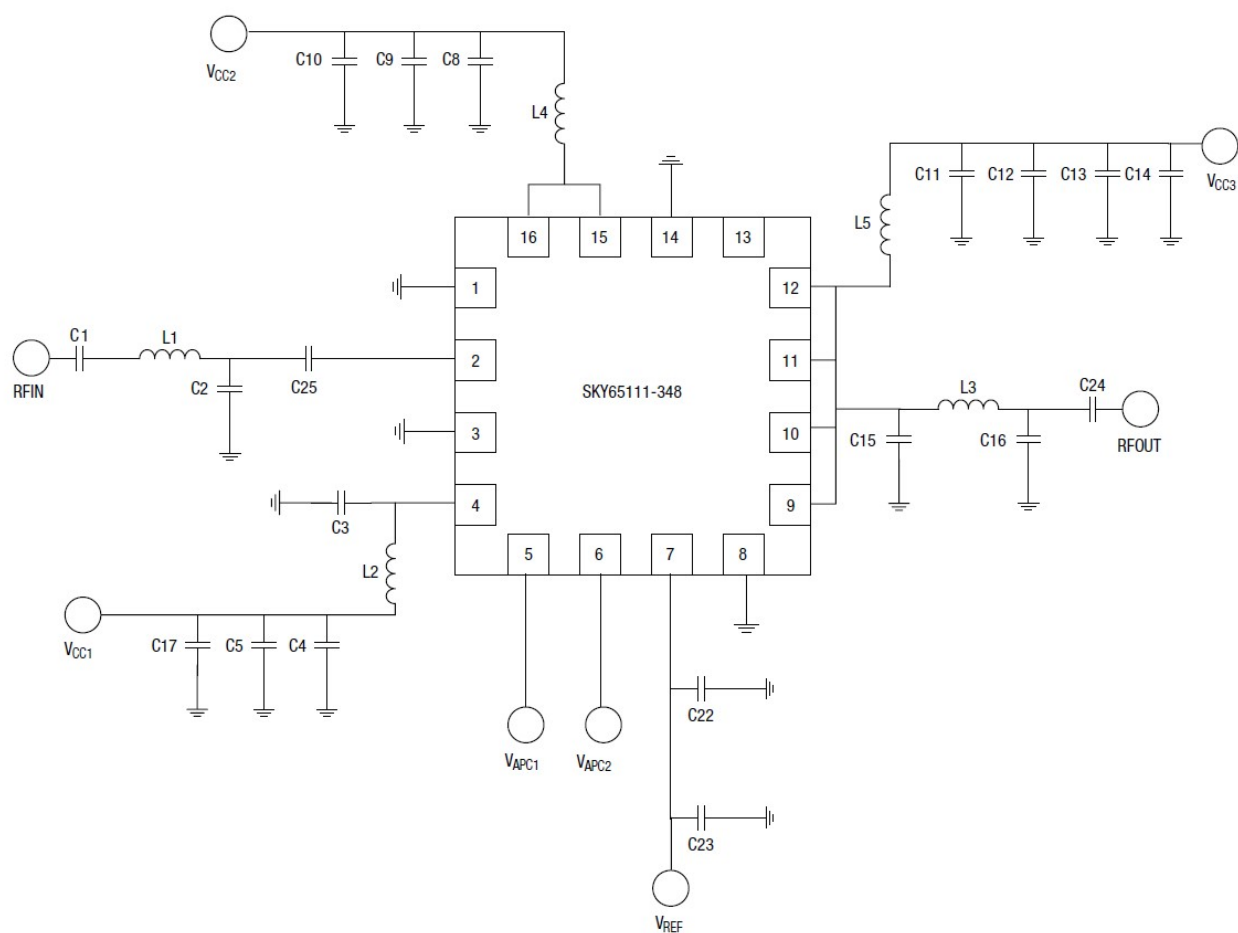 C10
C9
C8
VCC2
L4
C11
C12
C13
C14
VCC3
L5
16
15
14
13
1
12
C1
L1
RFIN
C2
C25
2
11
SKY65111-348
L3
C24
3
10
C15
C16
RFOUT
4
9
C3
5
6
7
8
L2
VCC1
C17
C5
C4
C22
VAPC1
VAPC2
C23
VREF